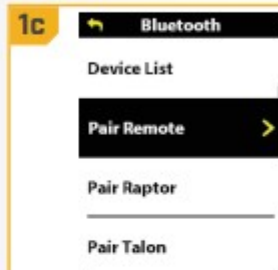 1c
Bluetooth
Device List
Pair Remote
Pair Raptor
Pair Talon